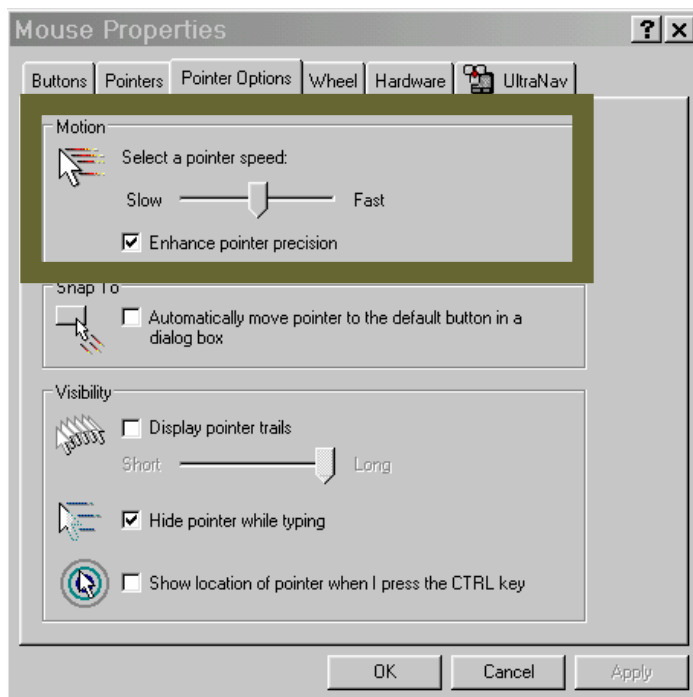 Mouse Properties
Buttons Pointers Pointer Options Wheel Hardware UltraNav
Motion
Select a pointer speed:
Slow Fast
Enhance pointer precision
Snap To
Automatically move pointer to the default button in a
dialog box
Visibility
Display pointer trails
Short Long
Hide pointer while typing
Show location of pointer when I press the CTRL key
OK Cancel Apply